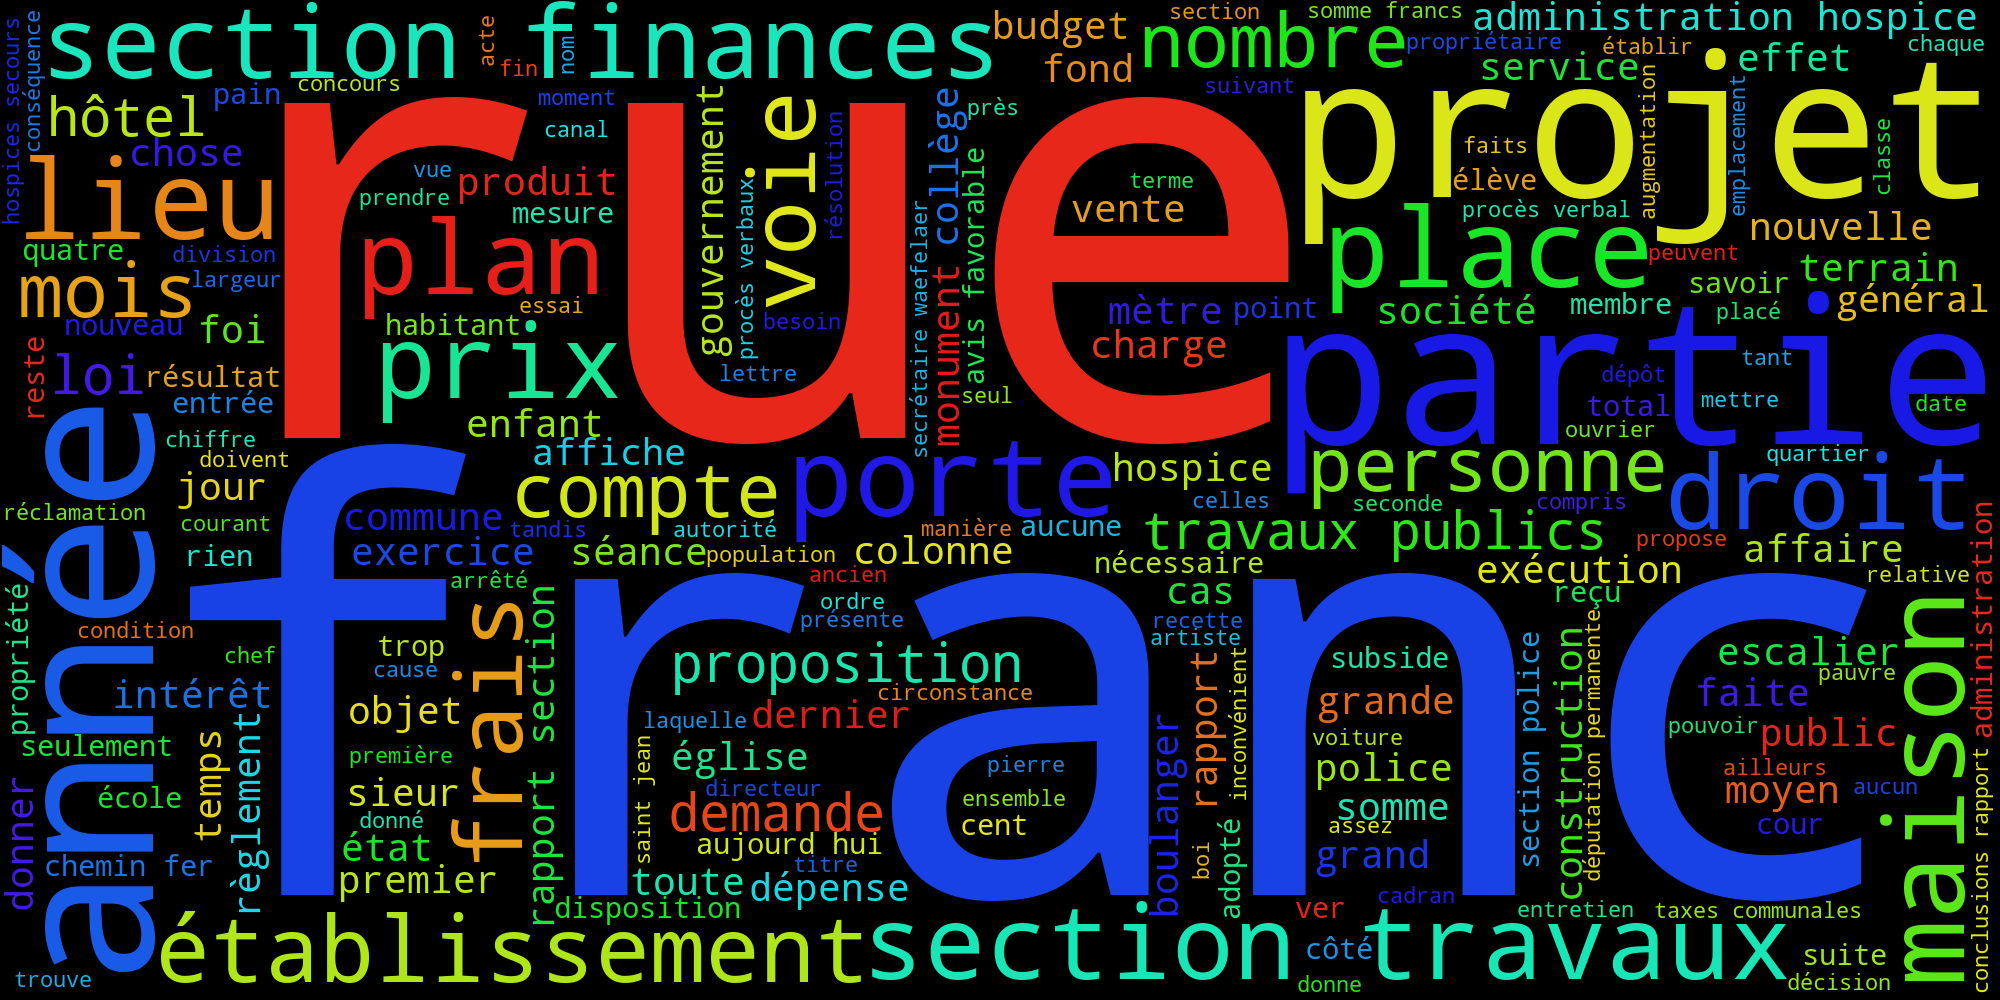 section finances
rue
franc
projet
partie
année
lieu
plan
prix
voie
place
porte
droit
maison
établissement
section travaux
nombre
budget
fond
section
somme francs
administration hospice
propriétaire
établir
effet
chaque
service
suivant
acte
fin
nom
concours
moment
canal
hospices secours
conséquence
pain
hôtel
chose
vue
prendre
produit
mesure
gouvernement
procès verbaux
résolution
collège
monument
près
avis favorable
secrétaire waefelaer
terme
vente
faits
élève
augmentation
emplacement
classe
procès verbal
nouvelle
peuvent
terrain
savoir
général
quatre
division
largeur
mois
nouveau
foi
essai
habitant
besoin
lettre
mètre
point
charge
société
membre
placé
tant
reste
loi
résultat
entrée
enfant
seul
dépôt
total
mettre
date
ouvrier
chiffre
doivent
jour
affiche
compte
hospice
personne
quartier
celles
seconde
compris
réclamation
courant
commune
tandis
autorité
manière
aucune
travaux publics
propose
affaire
rien
exercice
séance
population
colonne
nécessaire
exécution
relative
administration
arrêté
ancien
cas
reçu
propriété
ordre
présente
recette
artiste
condition
chef
trop
cause
frais
rapport section
proposition
circonstance
subside
section police
construction
députation permanente
escalier
pauvre
intérêt
objet
laquelle
dernier
boulanger
rapport
inconvénient
grande
faite
pouvoir
public
seulement
temps
règlement
première
saint jean
église
pierre
voiture
police
ailleurs
moyen
aucun
donner
école
sieur
directeur
ensemble
somme
donné
demande
cent
assez
cour
état
aujourd hui
titre
boi
adopté
grand
chemin fer
premier
toute
dépense
cadran
disposition
ver
entretien
taxes communales
conclusions rapport
côté
suite
trouve
donne
décision